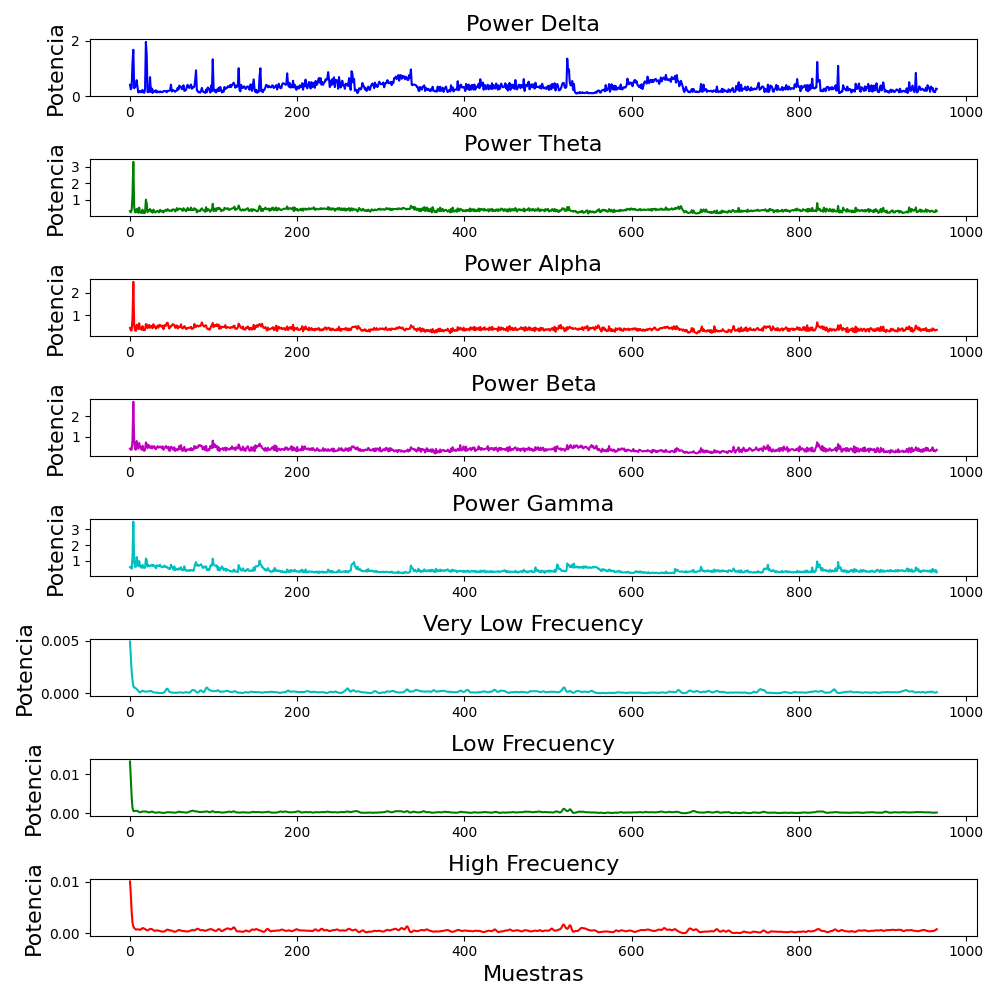 Power Delta
Potencia
2
0
0 200 400 600 800 1000
Power Theta
Potencia
3
2
1
0 200 400 600 800 1000
Power Alpha
Potencia
2
1
0 200 400 600 800 1000
Power Beta
Potencia
2
1
0 200 400 600 800 1000
Power Gamma
Potencia
3
2
1
0 200 400 600 800 1000
Very Low Frecuency
Potencia
0.005
0.000
0 200 400 600 800 1000
Low Frecuency
Potencia
0.01
0.00
0 200 400 600 800 1000
High Frecuency
Potencia
0.01
0.00
0 200 400 600 800 1000
Muestras